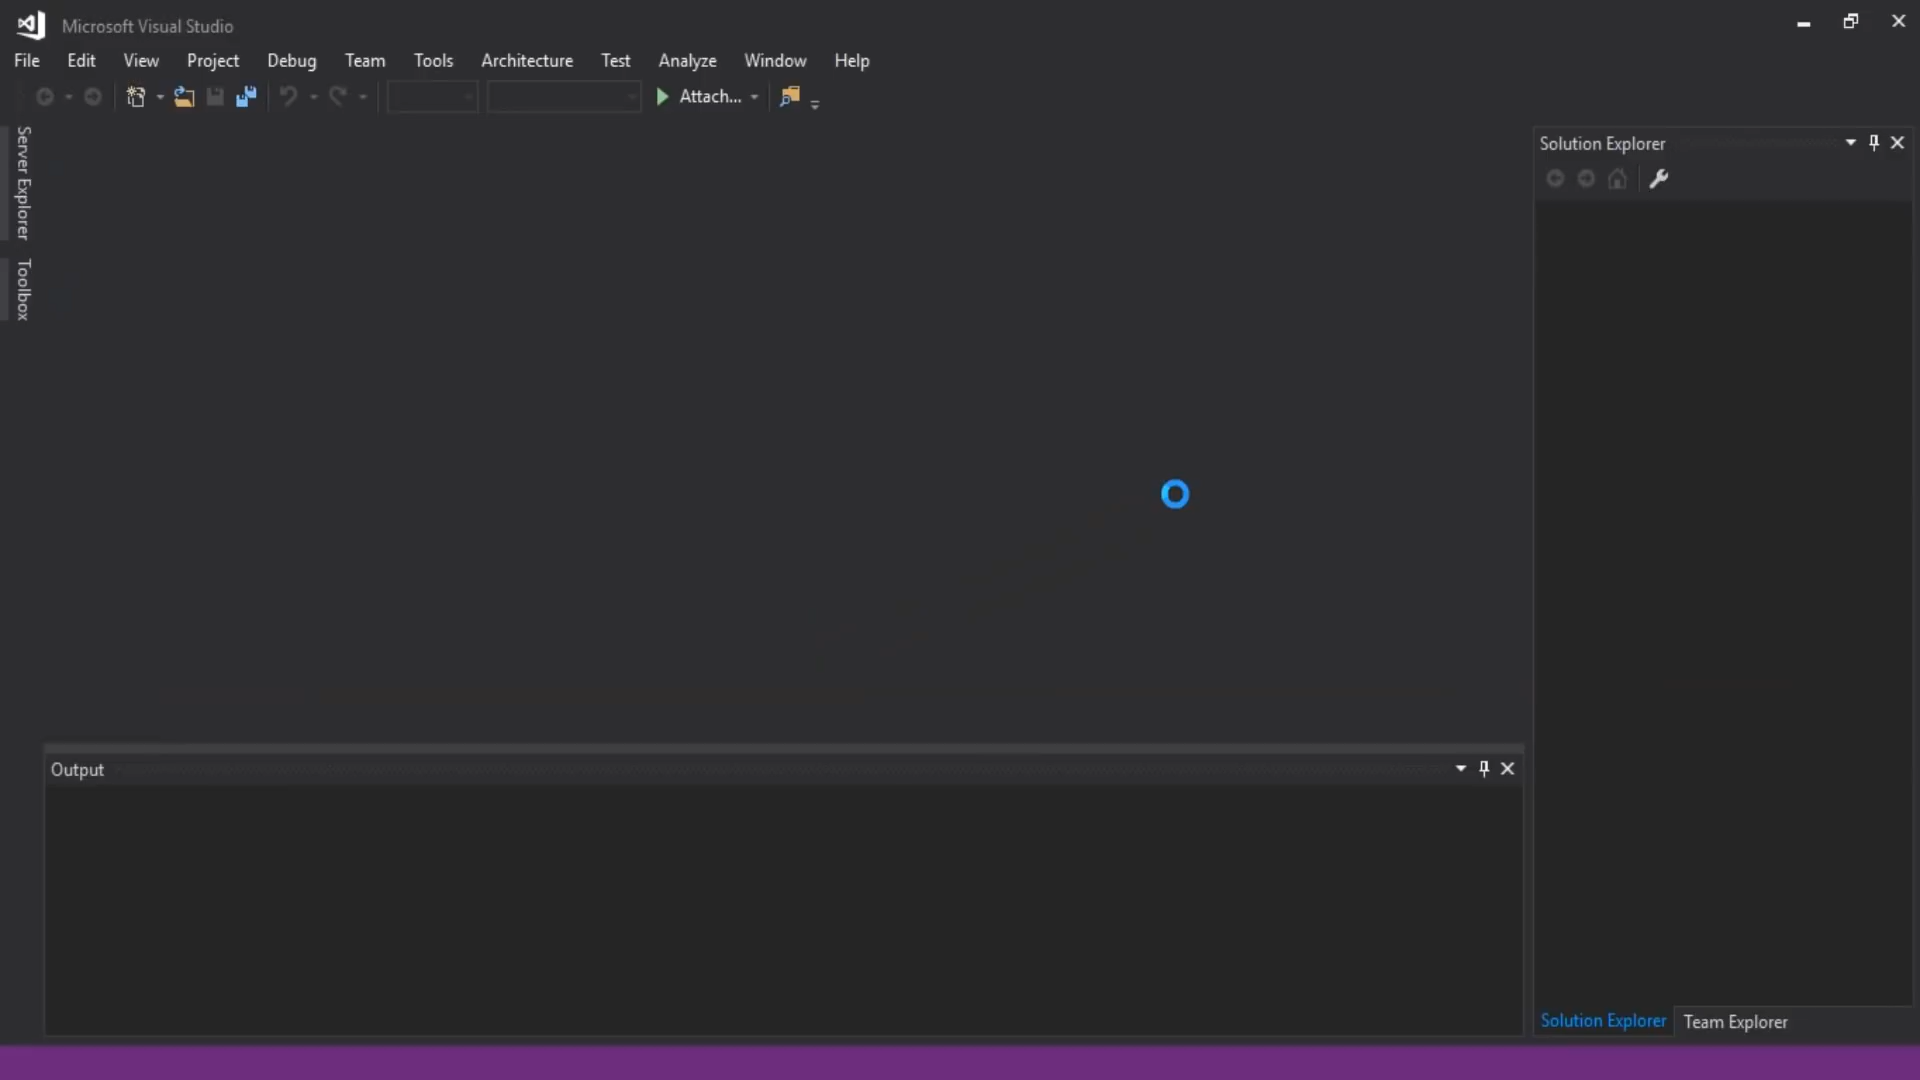 Microsoft Visual Studio
File Edit View Project Debug Team Tools Architecture Test Analyze Window Help
Attach...
Server Explorer
Toolbox
Solution Explorer
Output
Solution Explorer Team Explorer